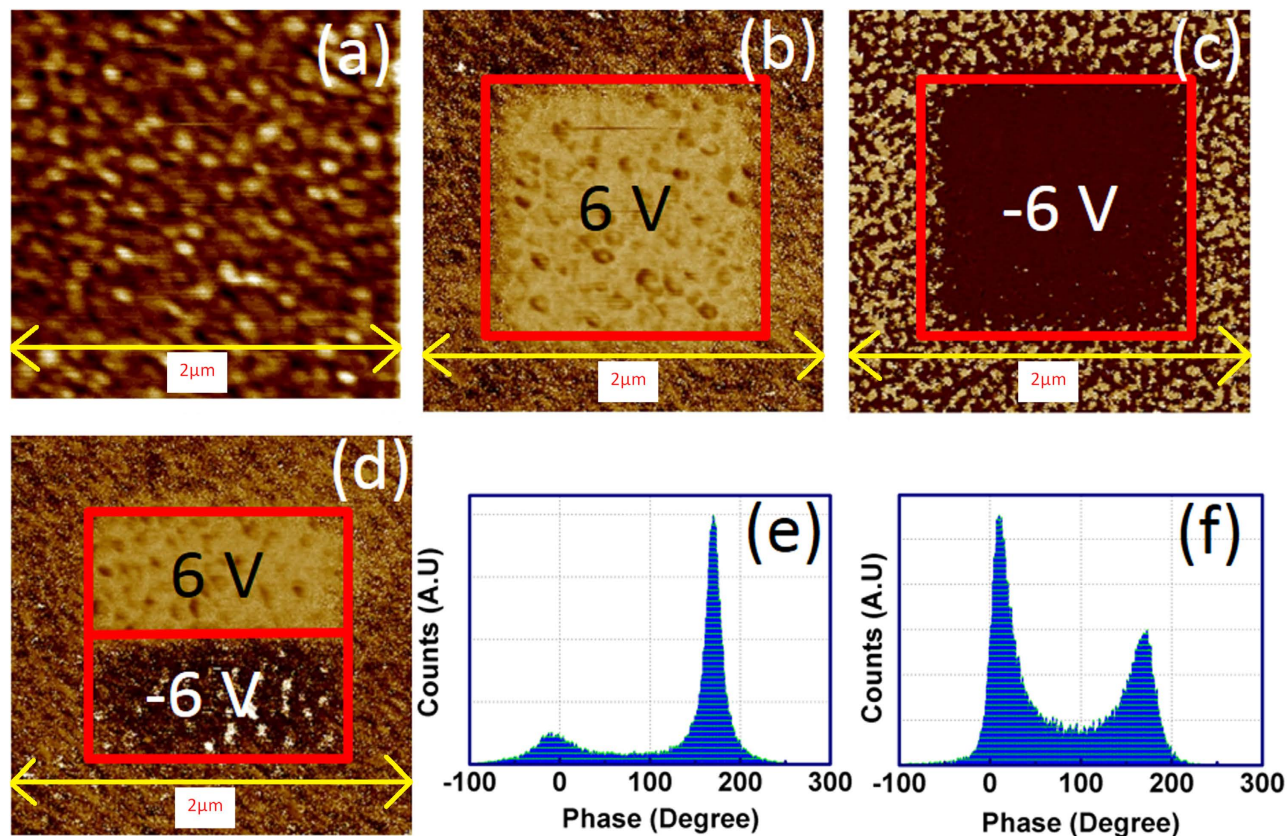 (a)
2µm
(b)
6 V
2µm
(c)
-6 V
2µm
(d)
6 V
-6 V
2µm
(e)
Counts (A.U)
-100 0 100 200 300
Phase (Degree)
(f)
Counts (A.U)
-100 0 100 200 300
Phase (Degree)